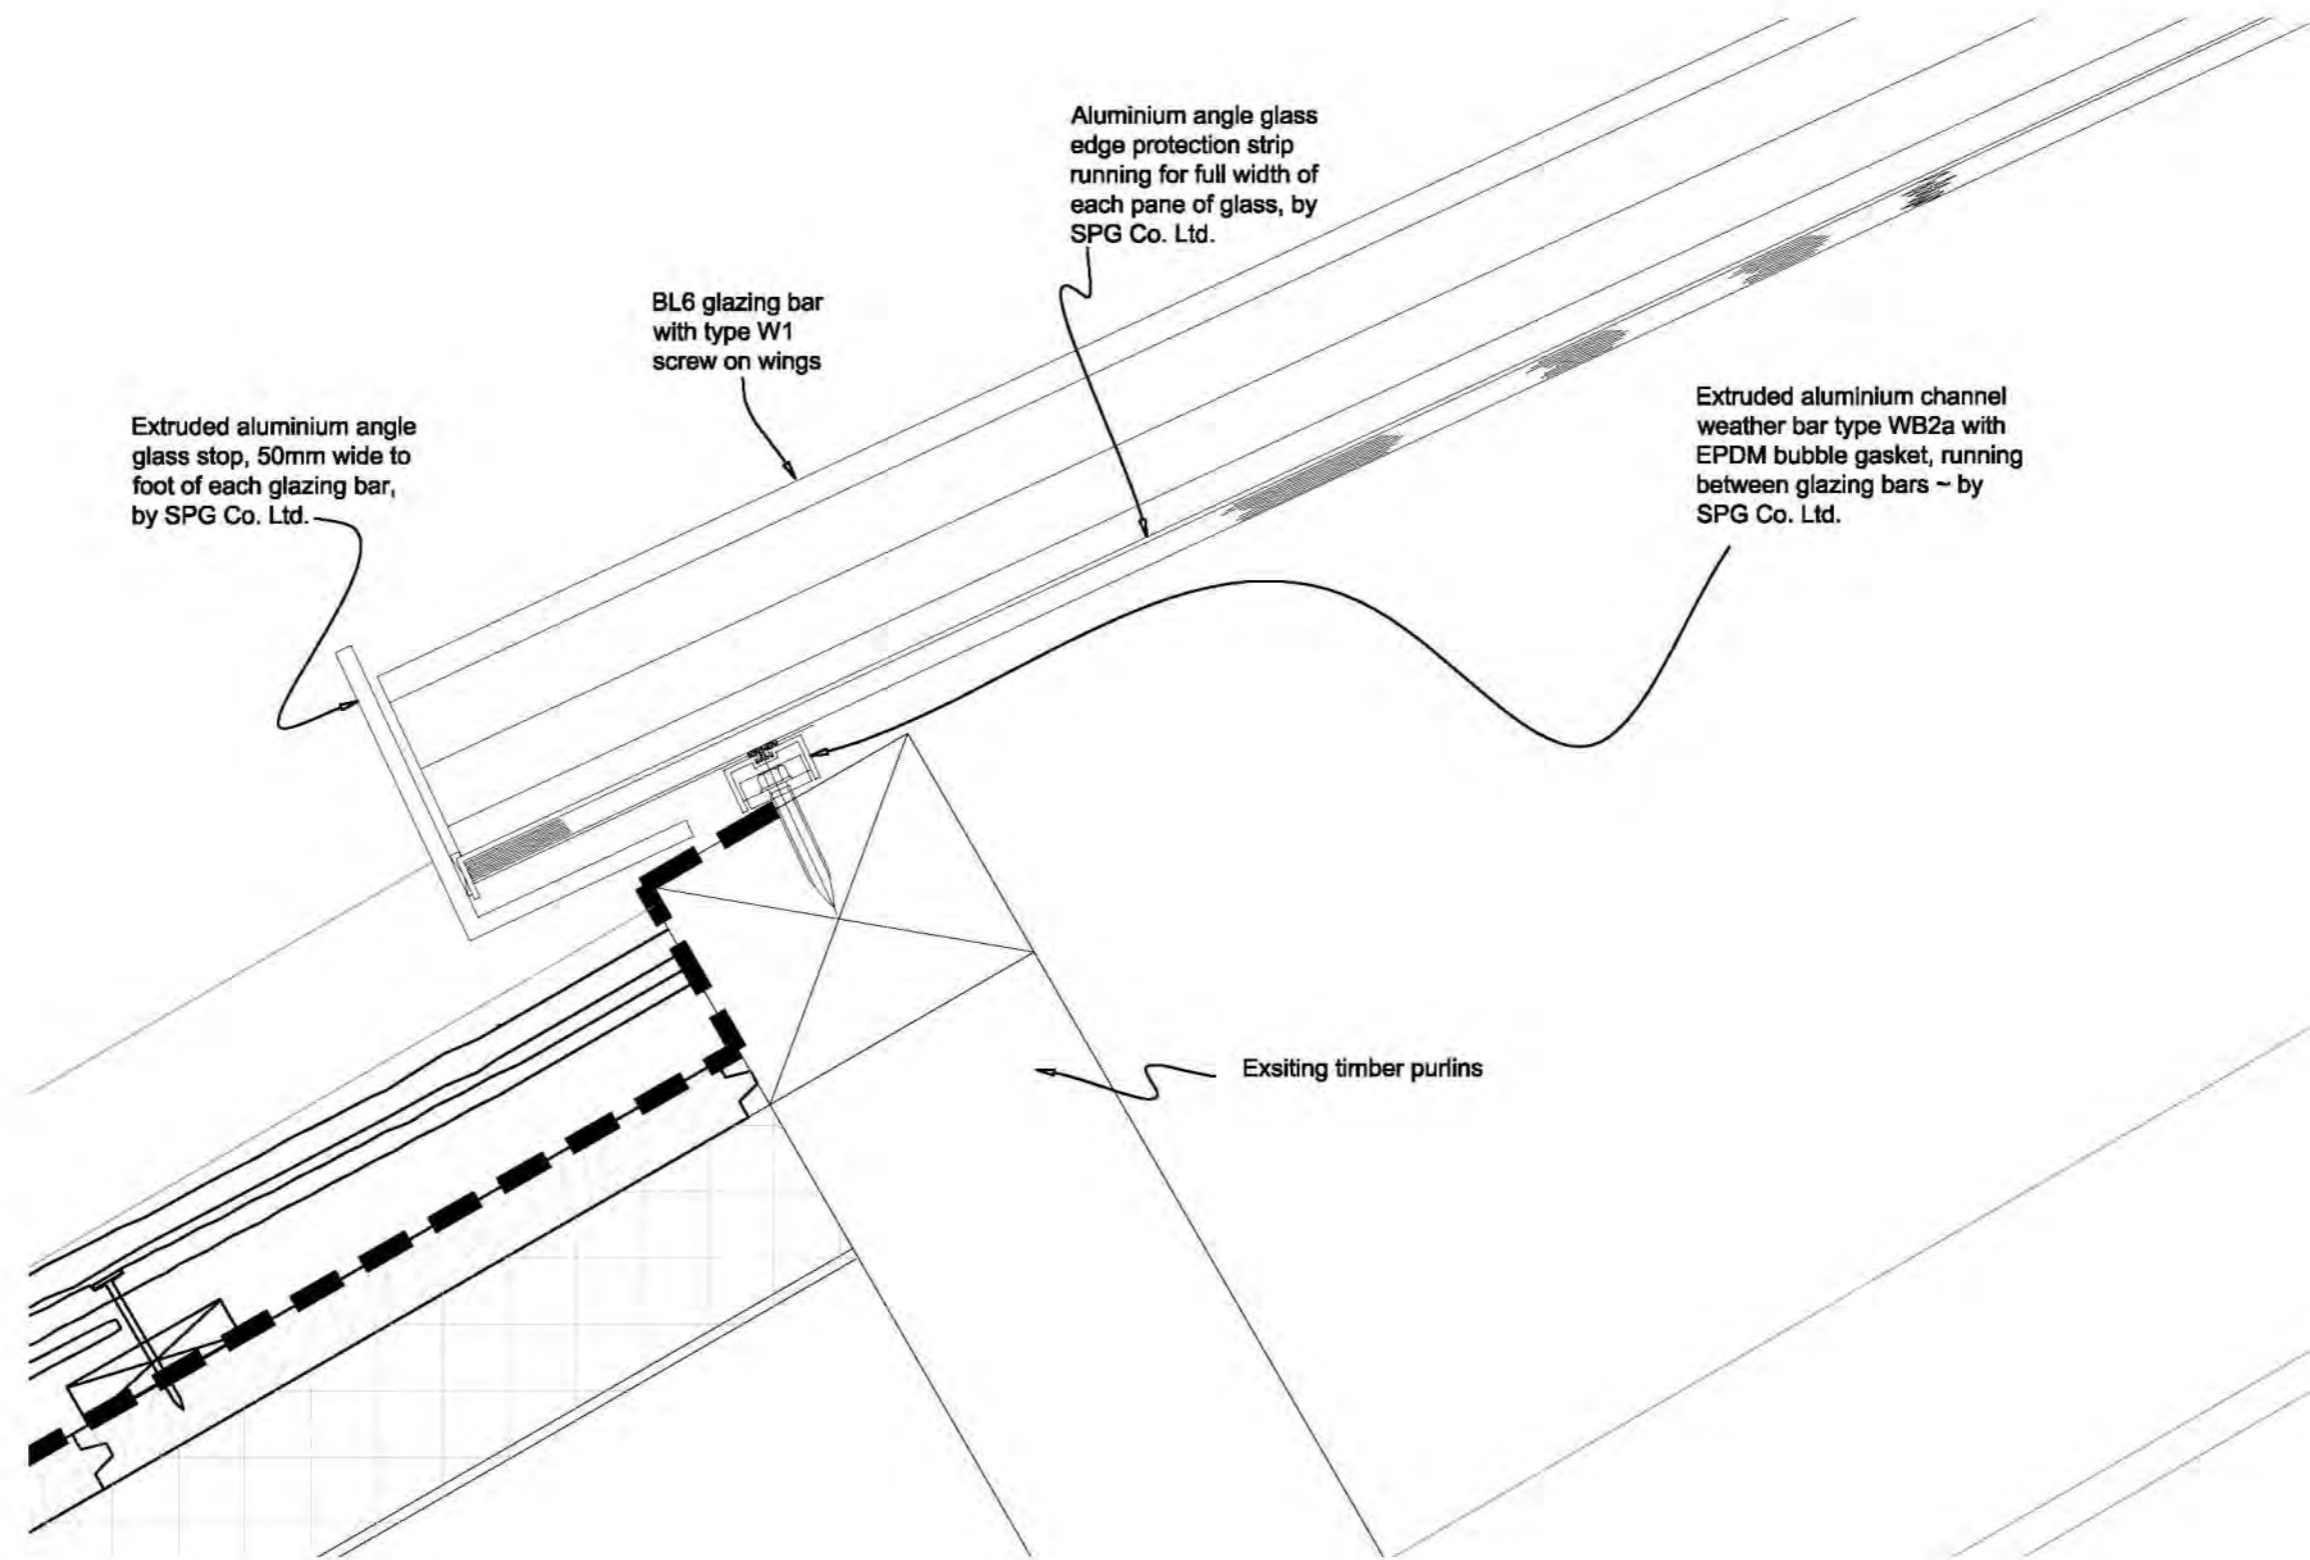 Aluminium angle glass
edge protection strip
running for full width of
each pane of glass, by
SPG Co. Ltd.
BL6 glazing bar
with type W1
screw on wings
Extruded aluminium channel
weather bar type WB2a with
EPDM bubble gasket, running
between glazing bars ~ by
SPG Co. Ltd.
Extruded aluminium angle
glass stop, 50mm wide to
foot of each glazing bar,
by SPG Co. Ltd.
Exsiting timber purlins